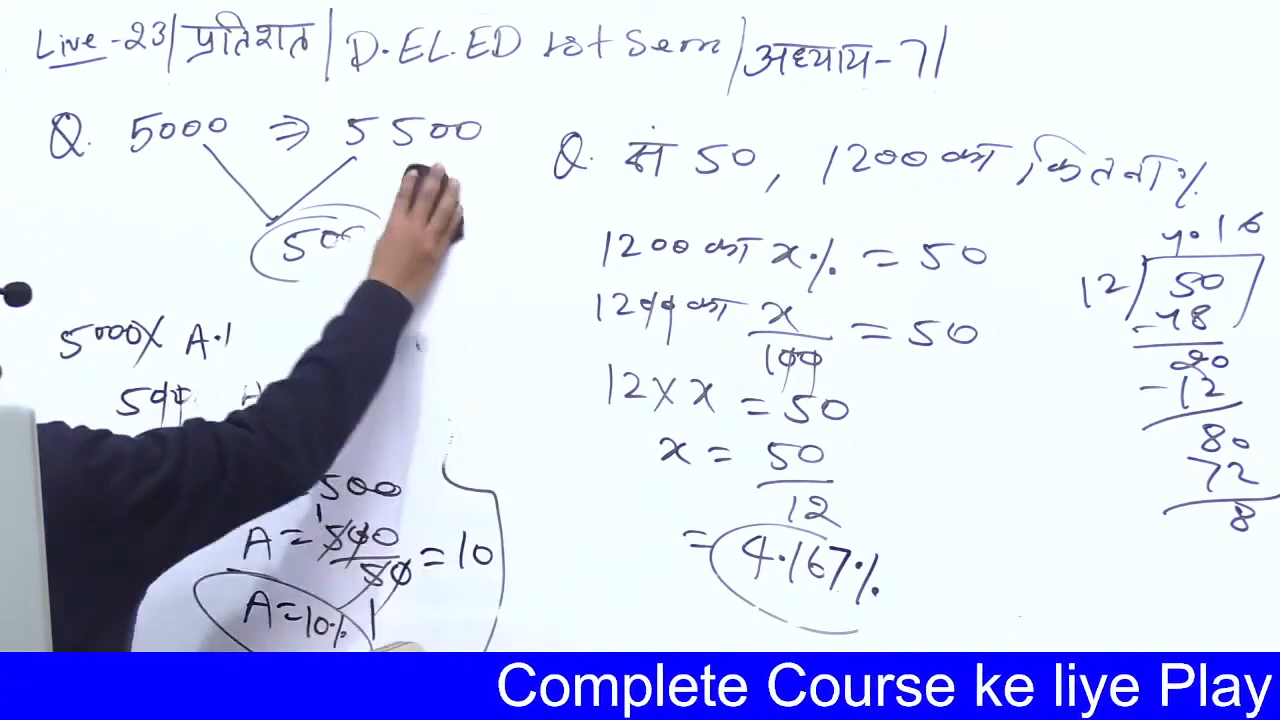 Live-23| प्रतिशत | D.EL.ED 1st Sem | अध्याय-7|
Q. 5000 ⇒ 5500
500
5000 X A.1
500
=500
A = 500/50 = 10
A=10%
Q. 50, 1200 का, कितना %
1200 का x % = 50
1200 का x/100 = 50
12 X x = 50
x = 50/12
= 4.167%
4.16
12 50
-48
20
-12
80
72
8
Complete Course ke liye Play